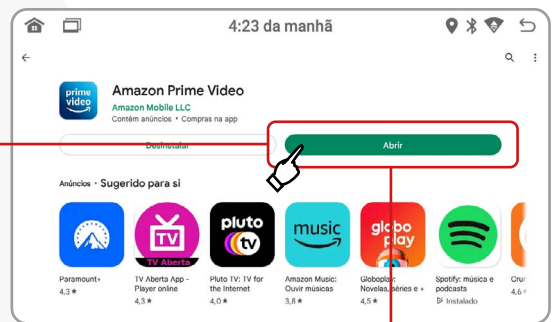 4:23 da manhã
prime video
Amazon Prime Video
Amazon Mobile LLC
Contém anúncios • Compras na app
Desinstalar
Abrir
Anúncios • Sugerido para si
TV
TV Aberta
pluto
tv
music
globo
play
Paramount+
4,3 ★
TV Aberta App -
Player online
4,3 ★
Pluto TV: TV for
the Internet
4,0 ★
Amazon Music:
Ouvir músicas
3,8 ★
Globoplay:
Novelas, séries e +
4,5 ★
Spotify: música e
podcasts
Instalado
Crun
4,6 ★